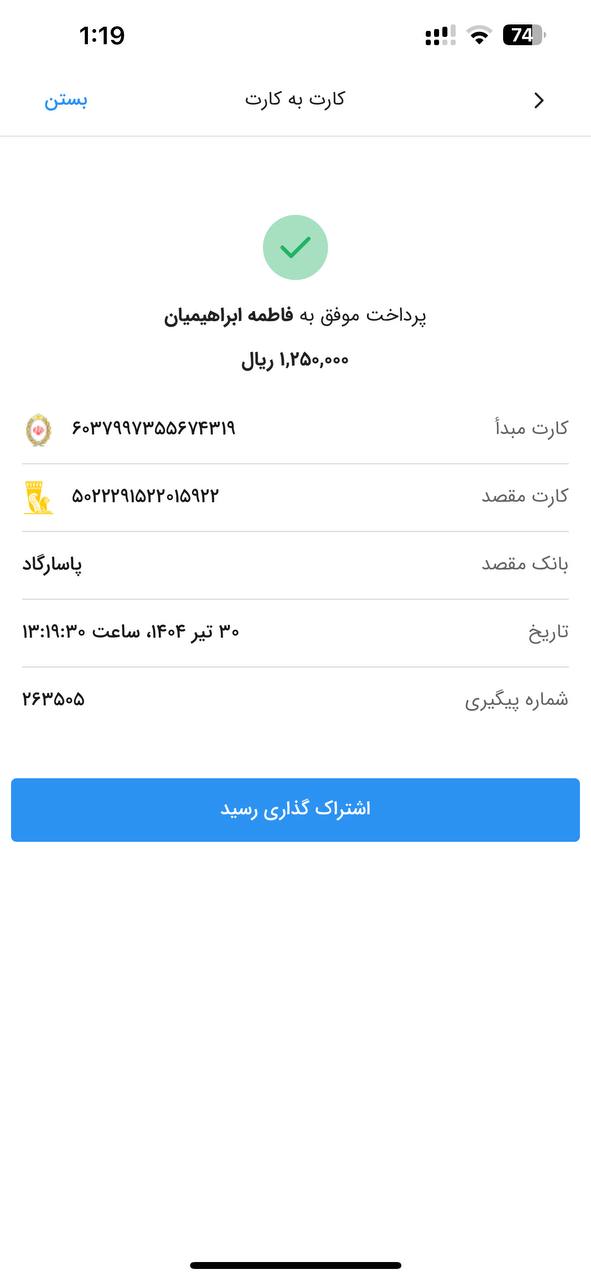 1:19
74
کارت به کارت
بستن
پرداخت موفق به فاطمه ابراهیمیان
۱,۲۵۰,۰۰۰ ریال
کارت مبدأ ۶۰۳۷۹۹۷۳۵۵۶۷۴۳۱۹
کارت مقصد ۵۰۲۲۲۹۱۵۲۲۰۱۵۹۲۲
بانک مقصد پاسارگاد
تاریخ ۳۰ تیر ۱۴۰۴، ساعت ۱۳:۱۹:۳۰
شماره پیگیری ۲۶۳۵۰۵
اشتراک گذاری رسید